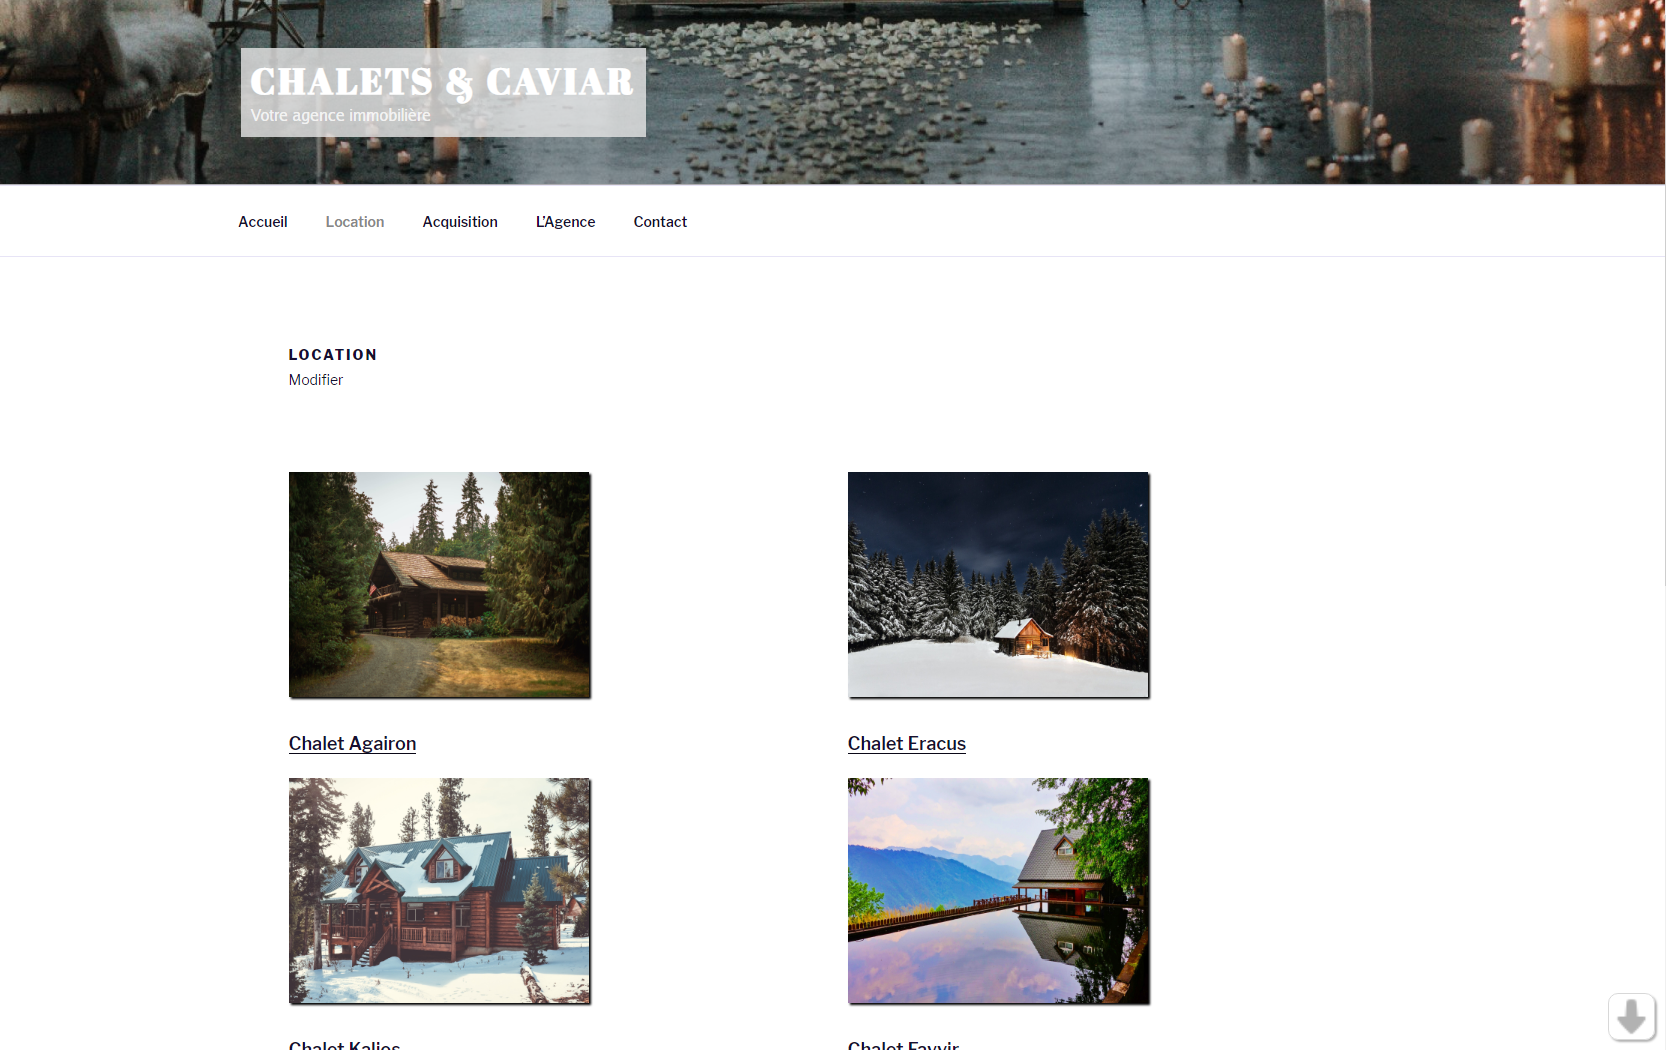 CHALETS & CAVIAR
Votre agence immobilière
Accueil Location Acquisition L'Agence Contact
LOCATION
Modifier
Chalet Agairon Chalet Eracus
Chalet Kalios Chalet Fayvir